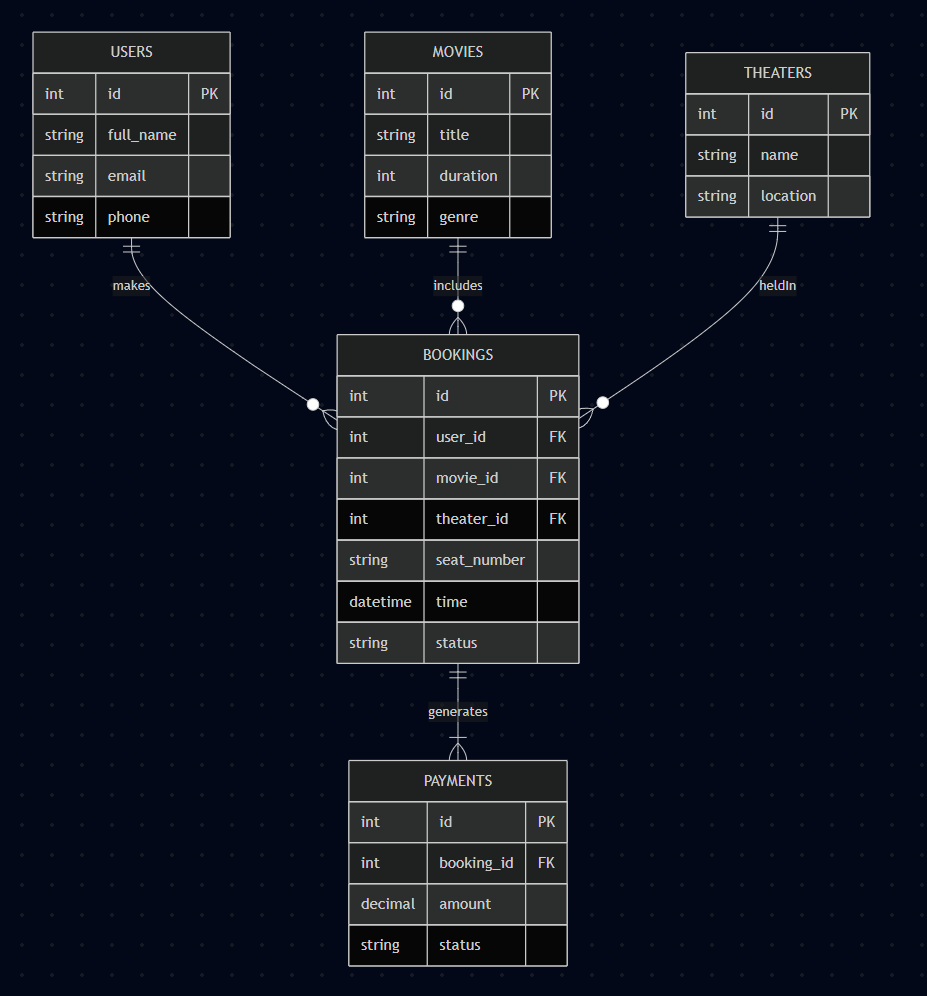 USERS
int id PK
string full_name
string email
string phone
MOVIES
int id PK
string title
int duration
string genre
THEATERS
int id PK
string name
string location
makes
includes
heldIn
BOOKINGS
int id PK
int user_id FK
int movie_id FK
int theater_id FK
string seat_number
datetime time
string status
generates
PAYMENTS
int id PK
int booking_id FK
decimal amount
string status